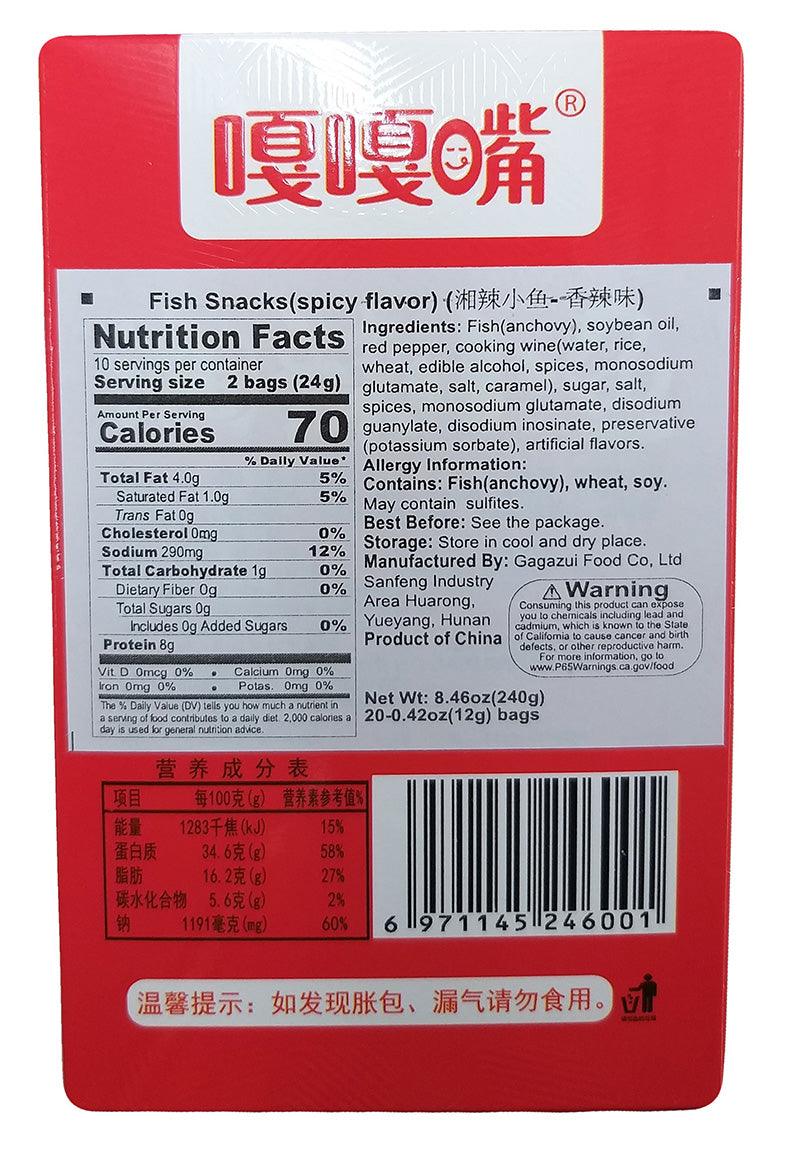 嘎嘎嘴®
Fish Snacks(spicy flavor) (湘辣小鱼-香辣味)
Nutrition Facts
10 servings per container
Serving size 2 bags (24g)
Amount Per Serving
Calories 70
% Daily Value*
Total Fat 4.0g 5%
Saturated Fat 1.0g 5%
Trans Fat 0g
Cholesterol 0mg 0%
Sodium 290mg 12%
Total Carbohydrate 1g 0%
Dietary Fiber 0g 0%
Total Sugars 0g
Includes 0g Added Sugars 0%
Protein 8g
Vit. D 0mcg 0% • Calcium 0mg 0%
Iron 0mg 0% • Potas. 0mg 0%
The % Daily Value (DV) tells you how much a nutrient in
a serving of food contributes to a daily diet. 2,000 calories a
day is used for general nutrition advice.
Ingredients: Fish(anchovy), soybean oil,
red pepper, cooking wine(water, rice,
wheat, edible alcohol, spices, monosodium
glutamate, salt, caramel), sugar, salt,
spices, monosodium glutamate, disodium
guanylate, disodium inosinate, preservative
(potassium sorbate), artificial flavors.
Allergy Information:
Contains: Fish(anchovy), wheat, soy.
May contain sulfites.
Best Before: See the package.
Storage: Store in cool and dry place.
Manufactured By: Gagazui Food Co, Ltd
Sanfeng Industry
Area Huarong,
Yueyang, Hunan
Product of China
⚠ Warning
Consuming this product can expose
you to chemicals including lead and
cadmium, which is known to the State
of California to cause cancer and birth
defects, or other reproductive harm.
For more information, go to
www.P65Warnings.ca.gov/food
Net Wt: 8.46oz(240g)
20-0.42oz(12g) bags
营养成分表
项目 每100克(g) 营养素参考值%
能量 1283千焦(kJ) 15%
蛋白质 34.6克(g) 58%
脂肪 16.2克(g) 27%
碳水化合物 5.6克(g) 2%
钠 1191毫克(mg) 60%
6 971145 246001
温馨提示：如发现胀包、漏气请勿食用。